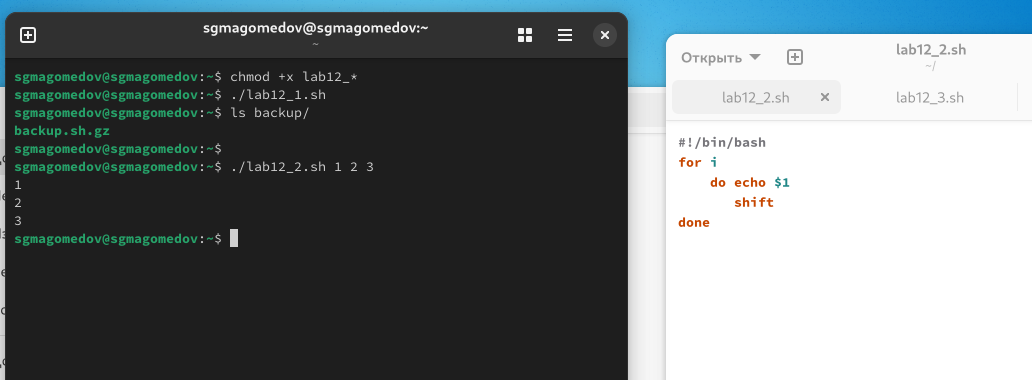 sgmagomedov@sgmagomedov:~
~
sgmagomedov@sgmagomedov:~$ chmod +x lab12_*
sgmagomedov@sgmagomedov:~$ ./lab12_1.sh
sgmagomedov@sgmagomedov:~$ ls backup/
backup.sh.gz
sgmagomedov@sgmagomedov:~$
sgmagomedov@sgmagomedov:~$ ./lab12_2.sh 1 2 3
1
2
3
sgmagomedov@sgmagomedov:~$
Открыть
lab12_2.sh
~/
lab12_2.sh
lab12_3.sh
#!/bin/bash
for i
do echo $1
shift
done